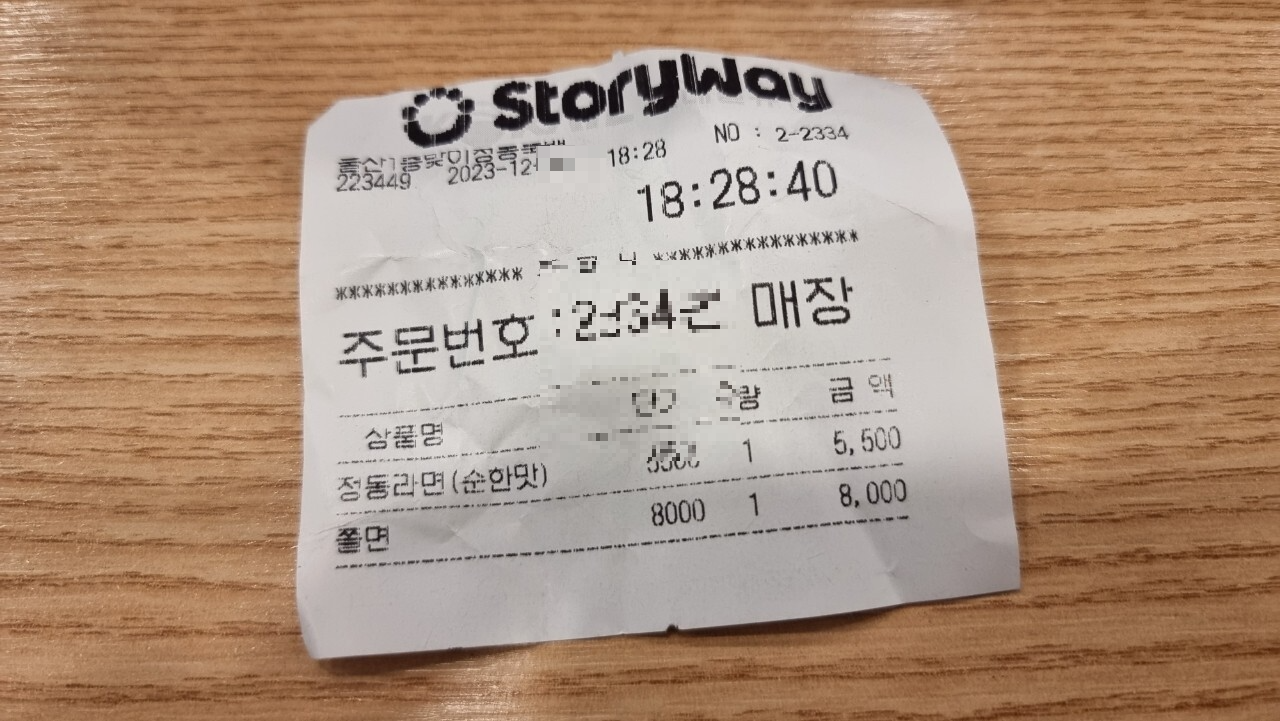 StoryWay
NO : 2-2334
223449 2023-12 18:28
18:28:40
************** ****************
주문번호 : 매장
상품명 수량 금 액
정동라면(순한맛) 1 5,500
쫄면 8000 1 8,000